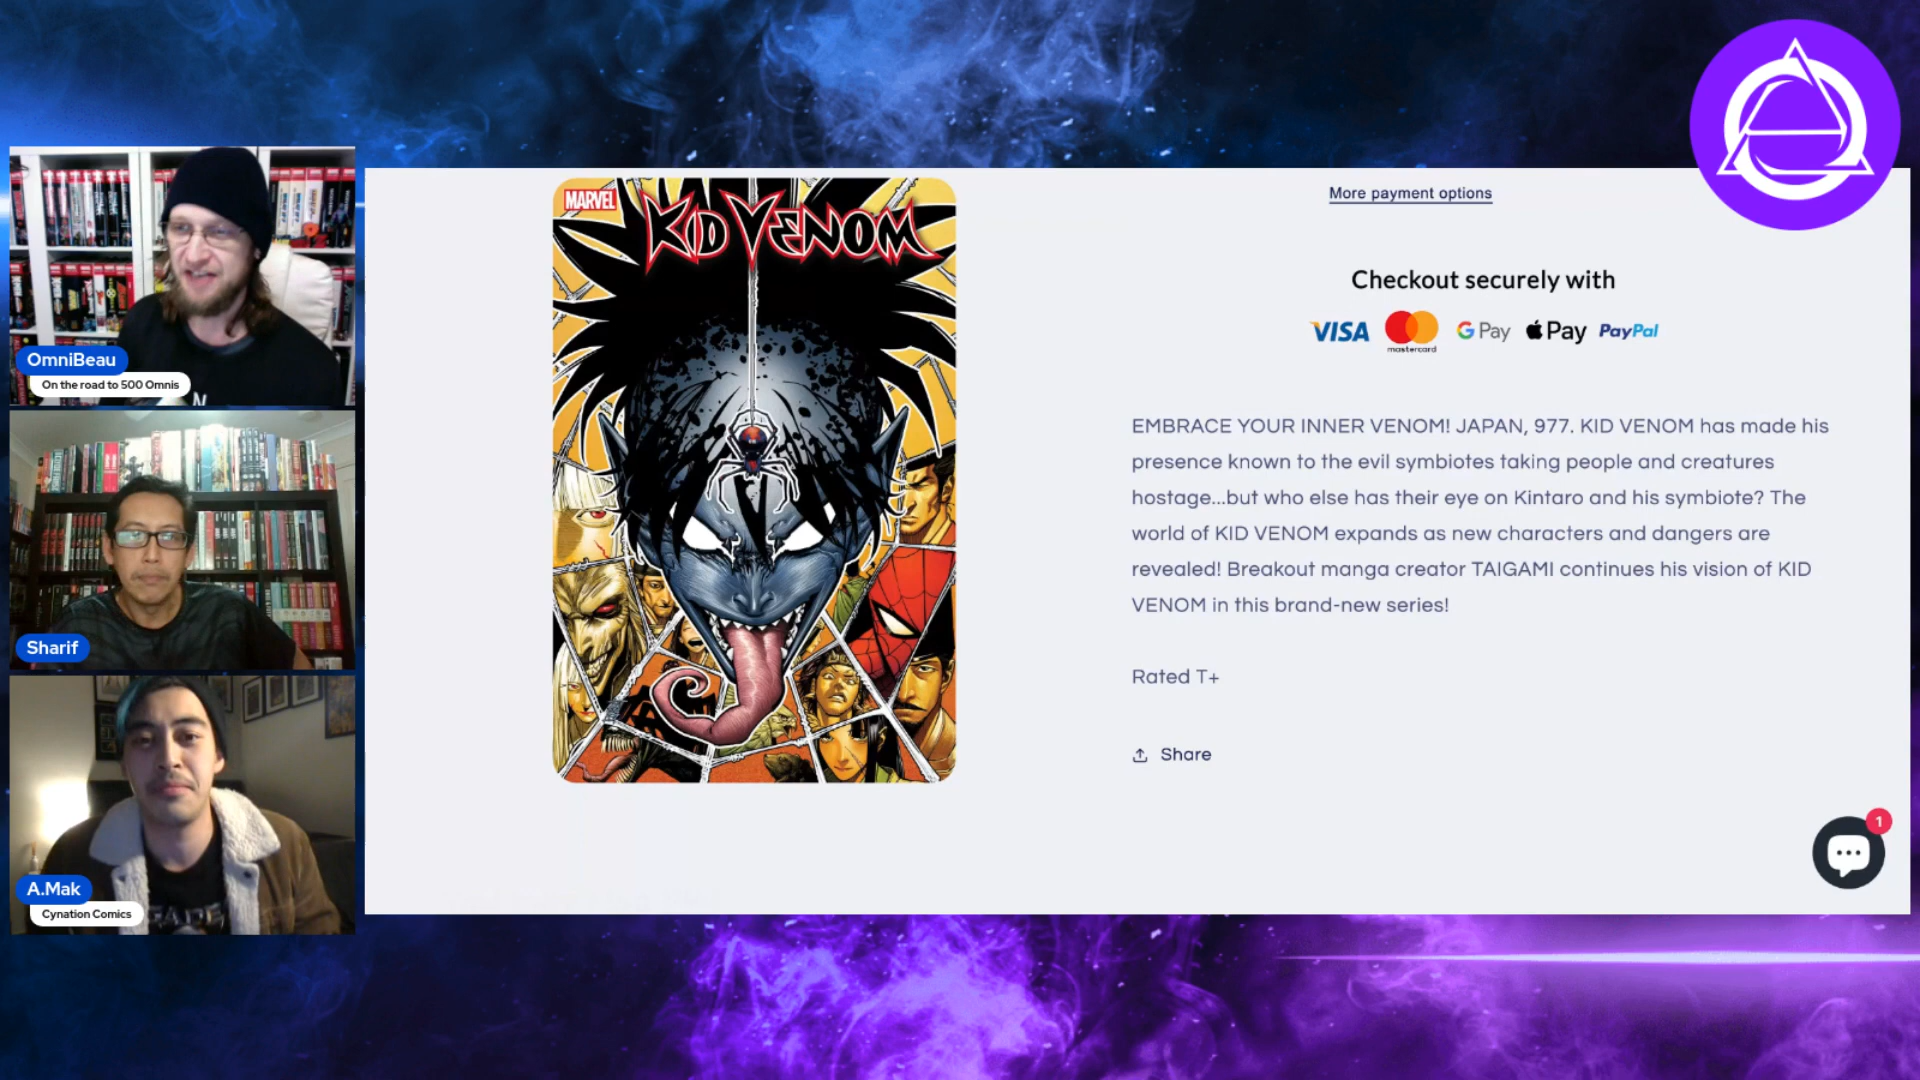 OmniBeau
On the road to 500 Omnis
Sharif
A.Mak
Cynation Comics
MARVEL
KID VENOM
More payment options
Checkout securely with
VISA
mastercard
G Pay
Pay
PayPal
EMBRACE YOUR INNER VENOM! JAPAN, 977. KID VENOM has made his
presence known to the evil symbiotes taking people and creatures
hostage...but who else has their eye on Kintaro and his symbiote? The
world of KID VENOM expands as new characters and dangers are
revealed! Breakout manga creator TAIGAMI continues his vision of KID
VENOM in this brand-new series!
Rated T+
Share
1